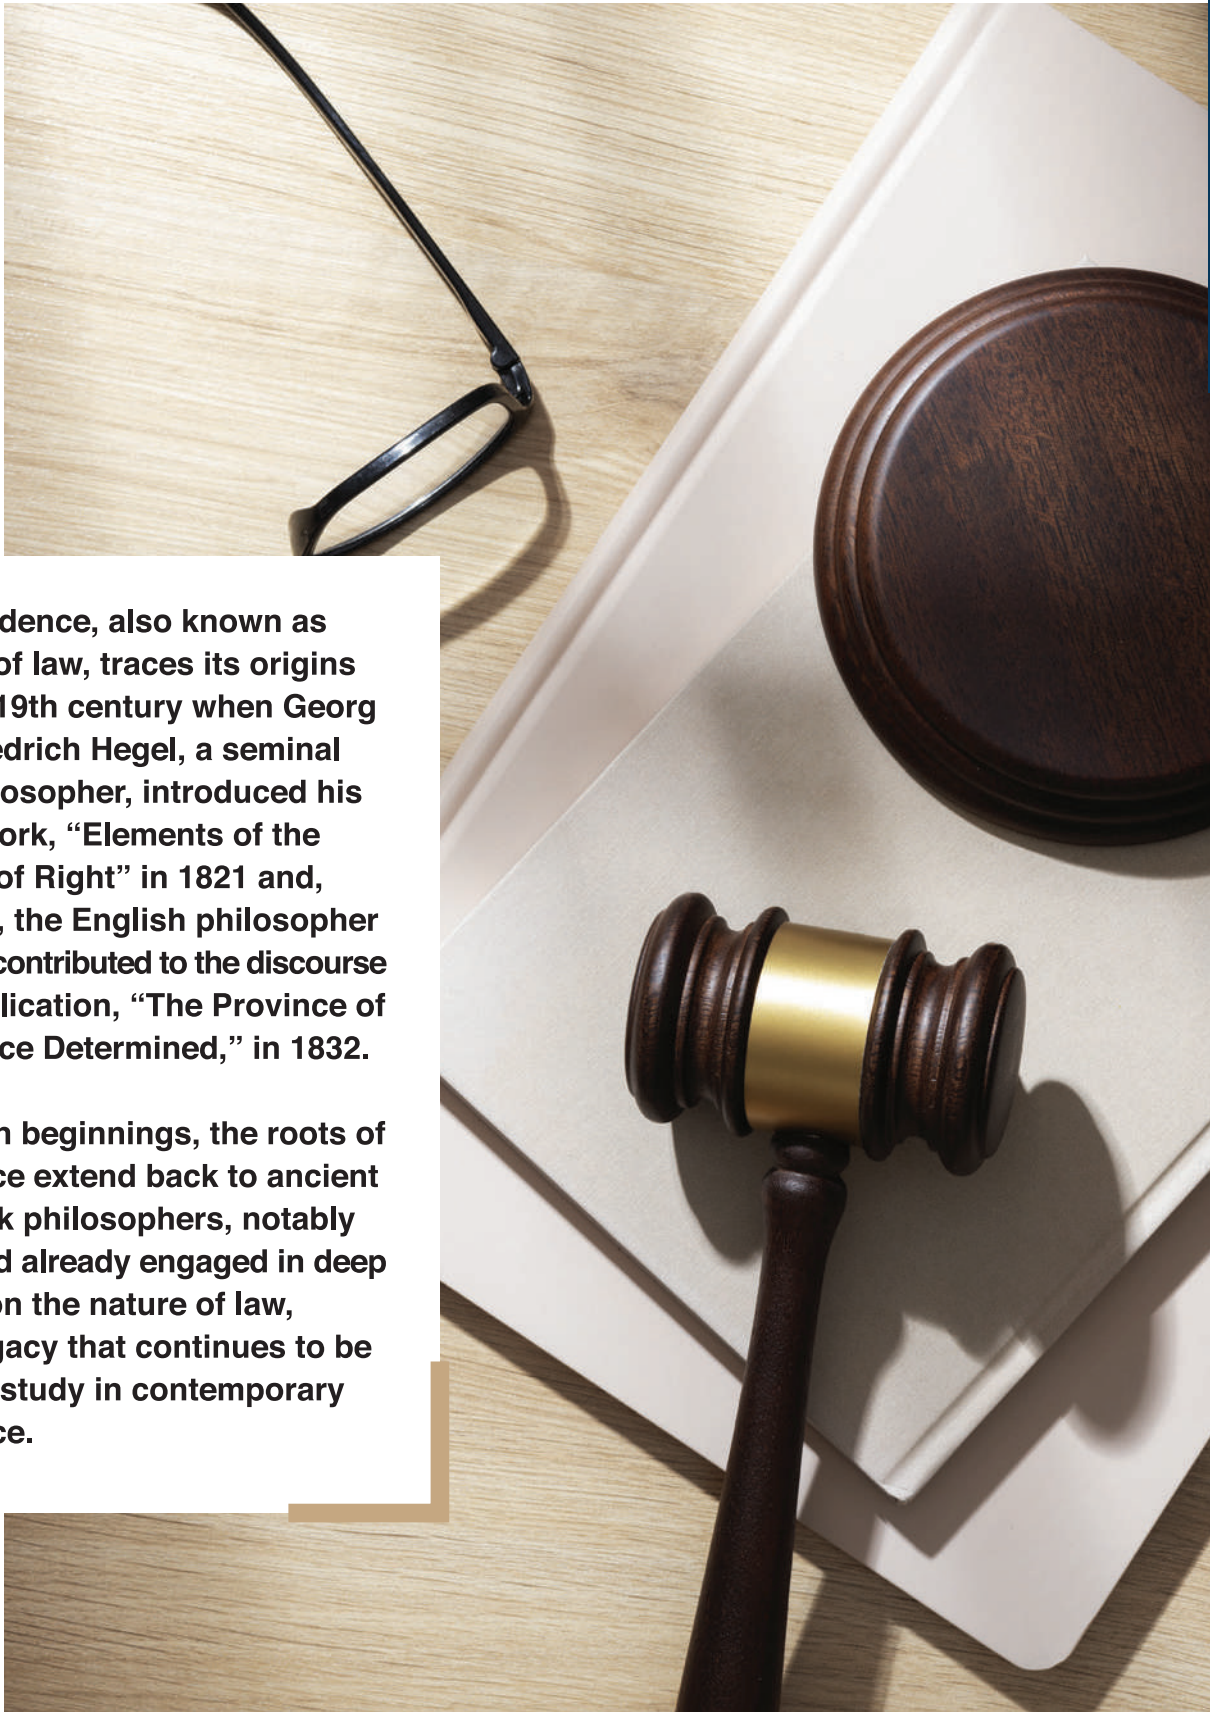 dence, also known as
of law, traces its origins
19th century when Georg
edrich Hegel, a seminal
losopher, introduced his
ork, “Elements of the
of Right” in 1821 and,
, the English philosopher
contributed to the discourse
lication, “The Province of
ce Determined,” in 1832.
n beginnings, the roots of
ce extend back to ancient
k philosophers, notably
d already engaged in deep
on the nature of law,
gacy that continues to be
study in contemporary
ce.